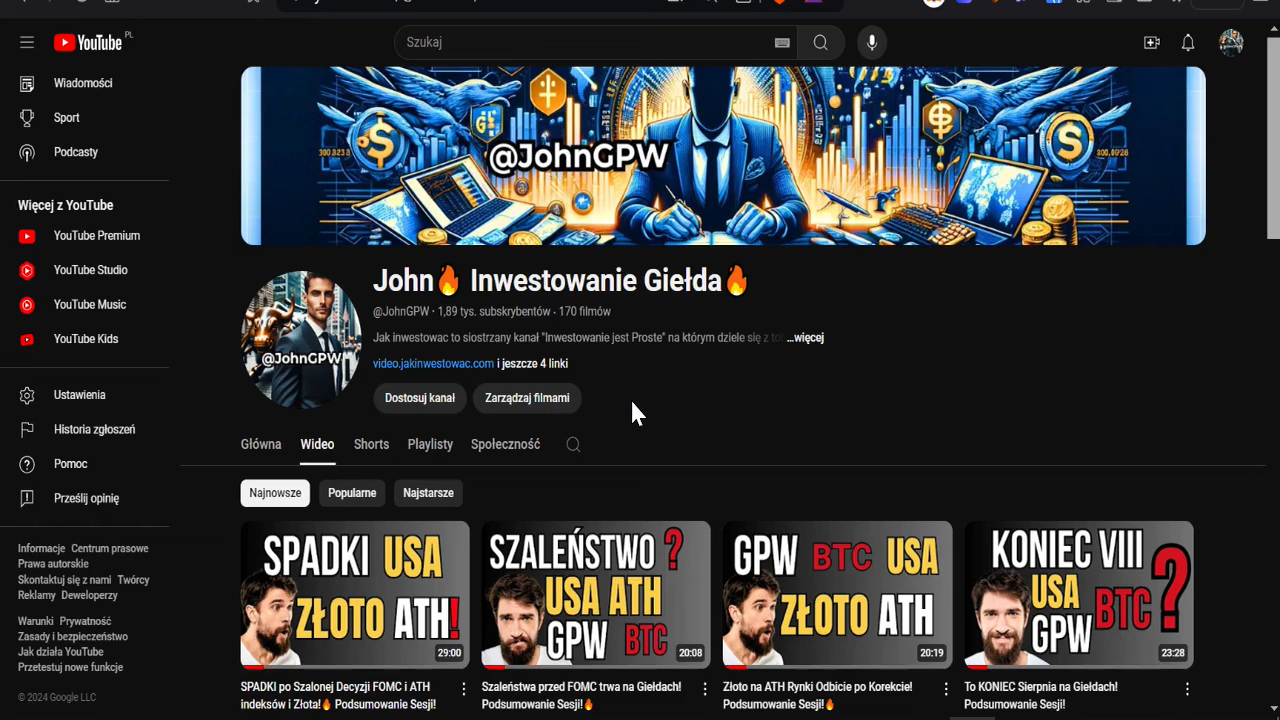 YouTube PL
Szukaj
Wiadomości
Sport
Podcasty
Więcej z YouTube
YouTube Premium
YouTube Studio
YouTube Music
YouTube Kids
Ustawienia
Historia zgłoszeń
Pomoc
Prześlij opinię
Informacje Centrum prasowe
Prawa autorskie
Skontaktuj się z nami Twórcy
Reklamy Deweloperzy
Warunki Prywatność
Zasady i bezpieczeństwo
Jak działa YouTube
Przetestuj nowe funkcje
© 2024 Google LLC
@JohnGPW
@JohnGPW
John🔥 Inwestowanie Giełda🔥
@JohnGPW · 1,89 tys. subskrybentów · 170 filmów
Jak inwestowac to siostrzany kanał "Inwestowanie jest Proste" na którym dziele się z ...więcej
video.jakinwestowac.com i jeszcze 4 linki
Dostosuj kanał Zarządzaj filmami
Główna Wideo Shorts Playlisty Społeczność
Najnowsze Popularne Najstarsze
SPADKI USA
ZŁOTO ATH!
29:00
SPADKI po Szalonej Decyzji FOMC i ATH
indeksów i Złota!🔥 Podsumowanie Sesji!
SZALEŃSTWO ?
USA ATH
GPW BTC
20:08
Szaleństwa przed FOMC trwa na Giełdach!
Podsumowanie Sesji!🔥
GPW BTC USA
ZŁOTO ATH
20:19
Złoto na ATH Rynki Odbicie po Korekcie!
Podsumowanie Sesji!🔥
KONIEC VIII
USA BTC ?
GPW
23:28
To KONIEC Sierpnia na Giełdach!
Podsumowanie Sesji!